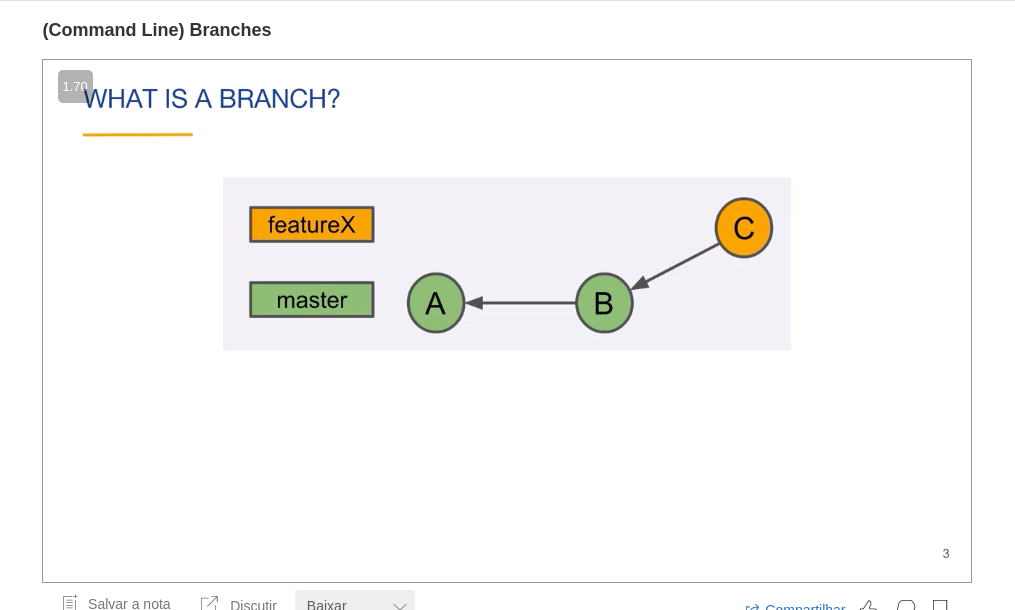 (Command Line) Branches
1.70
WHAT IS A BRANCH?
featureX
C
master
A
B
3
Salvar a nota
Discutir
Baixar
Compartilhar